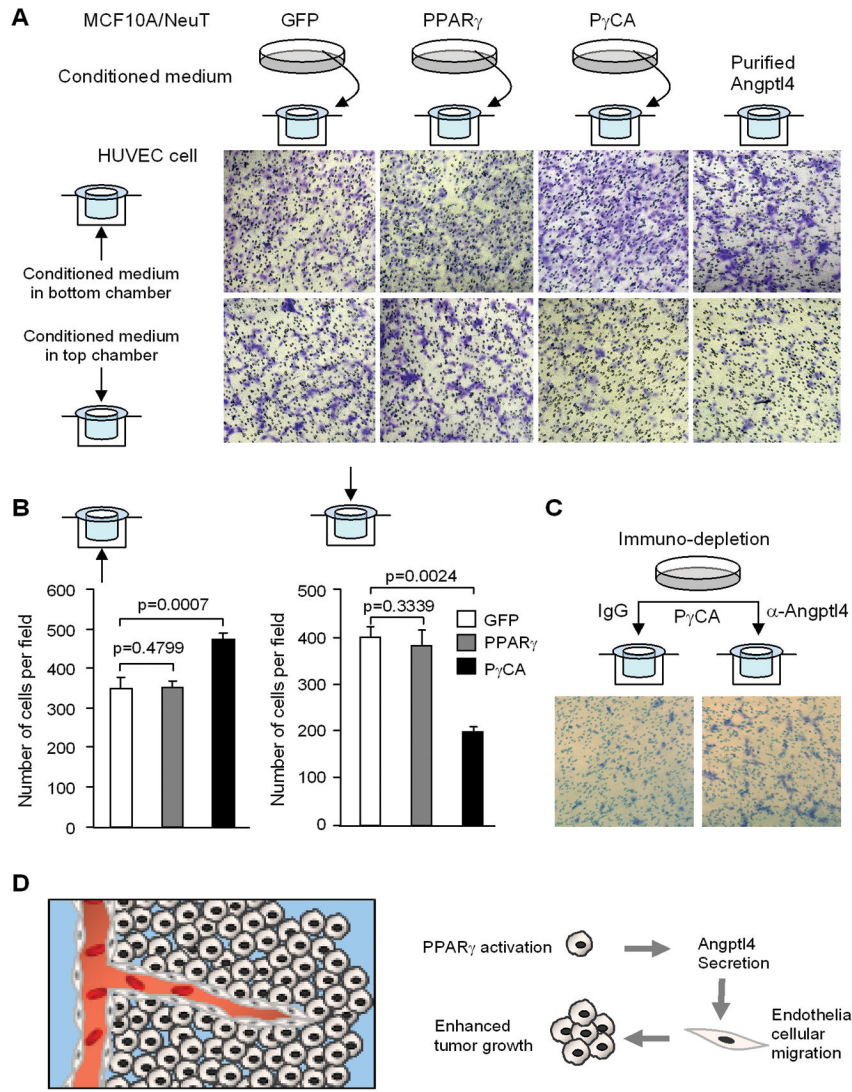 A
MCF10A/NeuT
GFP
PPARγ
PγCA
Conditioned medium
Purified
Angptl4
HUVEC cell
Conditioned medium
in bottom chamber
Conditioned medium
in top chamber
B
Number of cells per field
600
500
400
300
200
100
0
p=0.0007
p=0.4799
Number of cells per field
500
400
300
200
100
0
p=0.0024
p=0.3339
GFP
PPARγ
PγCA
C
Immuno-depletion
IgG
PγCA
α-Angptl4
D
PPARγ activation
Angptl4
Secretion
Enhanced
tumor growth
Endothelia
cellular
migration